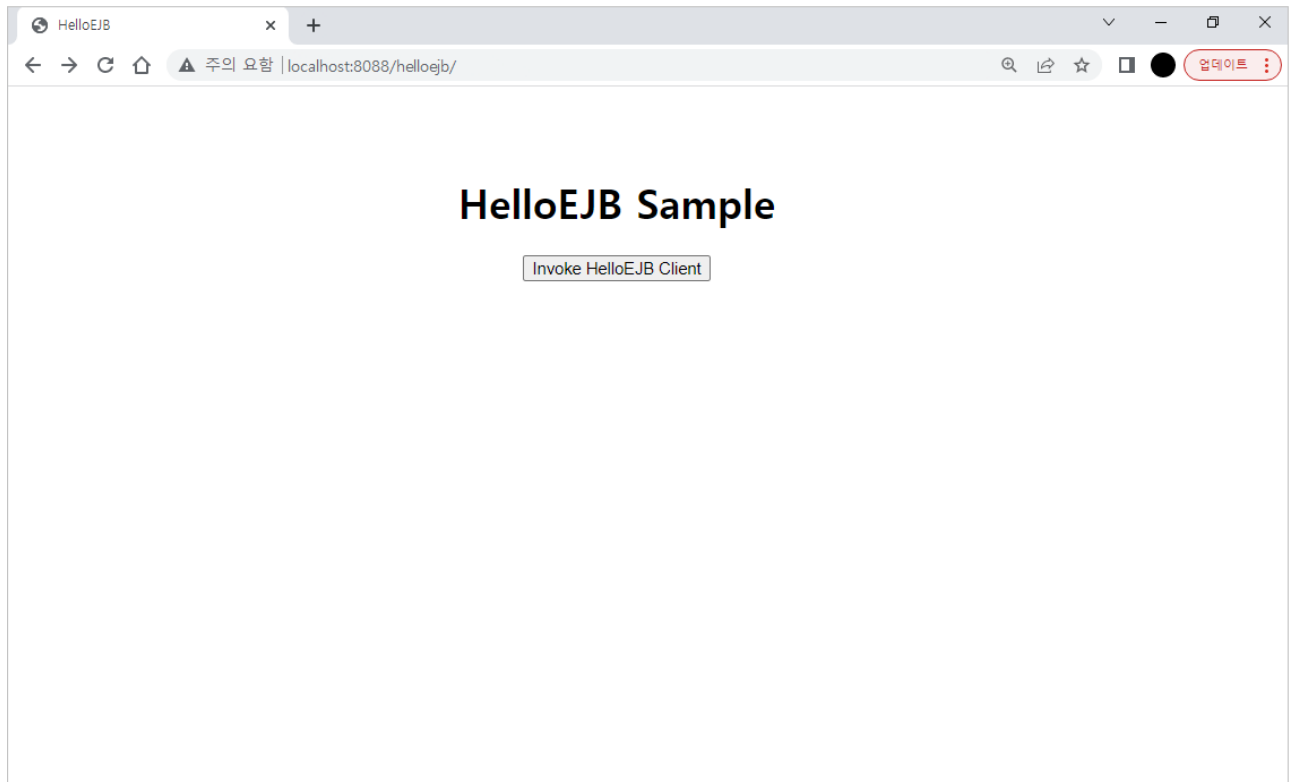 HelloEJB
주의 요함 | localhost:8088/helloejb/
업데이트
HelloEJB Sample
Invoke HelloEJB Client